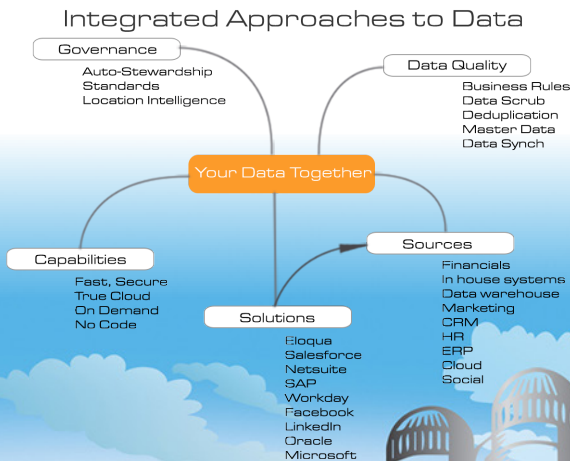 Integrated Approaches to Data
Governance
Auto-Stewardship
Standards
Location Intelligence
Data Quality
Business Rules
Data Scrub
Deduplication
Master Data
Data Synch
Your Data Together
Capabilities
Fast, Secure
True Cloud
On Demand
No Code
Solutions
Eloqua
Salesforce
Netsuite
SAP
Workday
Facebook
LinkedIn
Oracle
Microsoft
Sources
Financials
In house systems
Data warehouse
Marketing
CRM
HR
ERP
Cloud
Social